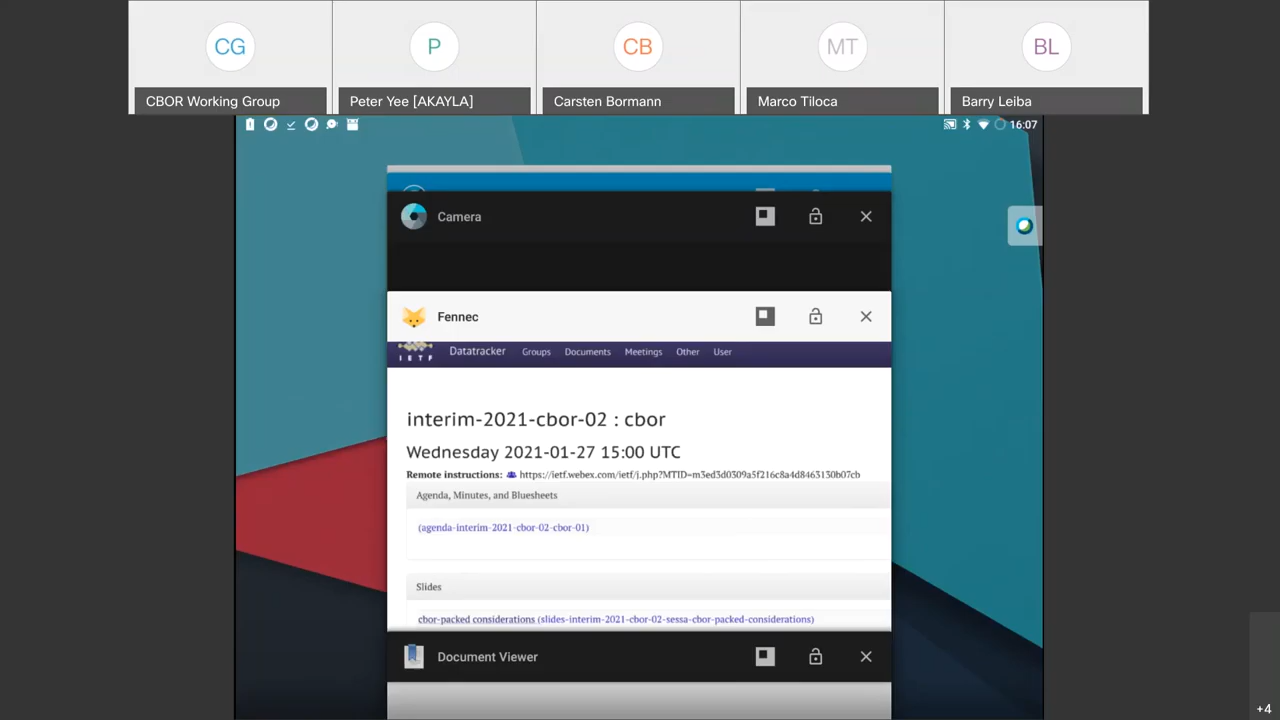 CG
P
CB
MT
BL
CBOR Working Group
Peter Yee [AKAYLA]
Carsten Bormann
Marco Tiloca
Barry Leiba
16:07
Camera
Fennec
IETF
Datatracker Groups Documents Meetings Other User
interim-2021-cbor-02 : cbor
Wednesday 2021-01-27 15:00 UTC
Remote instructions: https://ietf.webex.com/ietf/j.php?MTID=m3ed3d0309a5f216c8a4d8463130b07cb
Agenda, Minutes, and Bluesheets
(agenda-interim-2021-cbor-02-cbor-01)
Slides
cbor-packed considerations (slides-interim-2021-cbor-02-sessa-cbor-packed-considerations)
Document Viewer
+4